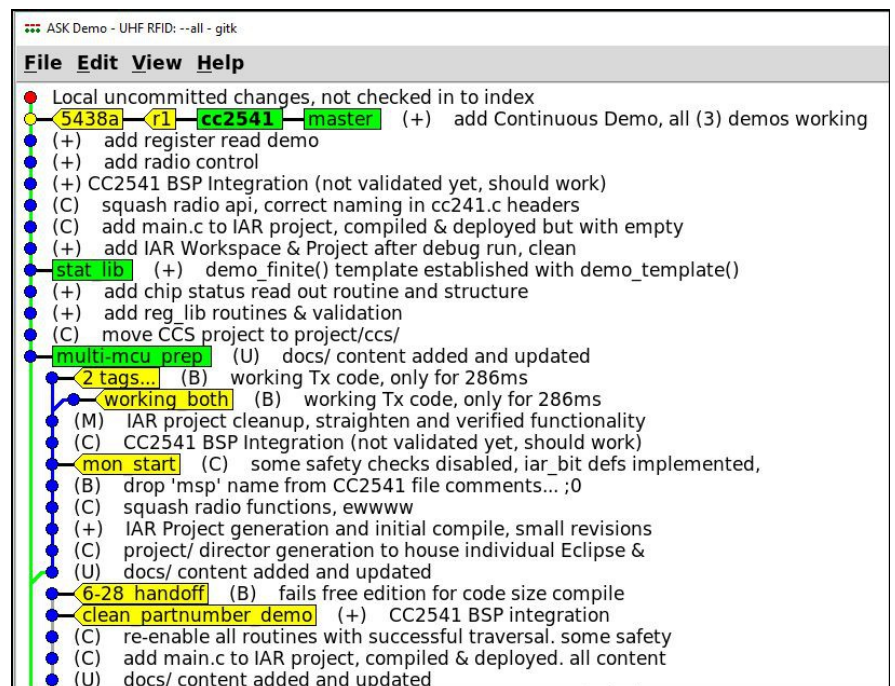 ASK Demo - UHF RFID: --all - gitk
File Edit View Help
Local uncommitted changes, not checked in to index
5438a r1 cc2541 master (+) add Continuous Demo, all (3) demos working
(+) add register read demo
(+) add radio control
(+) CC2541 BSP Integration (not validated yet, should work)
(C) squash radio api, correct naming in cc241.c headers
(C) add main.c to IAR project, compiled & deployed but with empty
(+) add IAR Workspace & Project after debug run, clean
stat_lib (+) demo_finite() template established with demo_template()
(+) add chip status read out routine and structure
(+) add reg_lib routines & validation
(C) move CCS project to project/ccs/
multi-mcu_prep (U) docs/ content added and updated
2 tags... (B) working Tx code, only for 286ms
working_both (B) working Tx code, only for 286ms
(M) IAR project cleanup, straighten and verified functionality
(C) CC2541 BSP Integration (not validated yet, should work)
mon_start (C) some safety checks disabled, iar_bit defs implemented,
(B) drop 'msp' name from CC2541 file comments... ;0
(C) squash radio functions, ewwww
(+) IAR Project generation and initial compile, small revisions
(C) project/ director generation to house individual Eclipse &
(U) docs/ content added and updated
6-28_handoff (B) fails free edition for code size compile
clean_partnumber_demo (+) CC2541 BSP integration
(C) re-enable all routines with successful traversal. some safety
(C) add main.c to IAR project, compiled & deployed. all content
(U) docs/ content added and updated